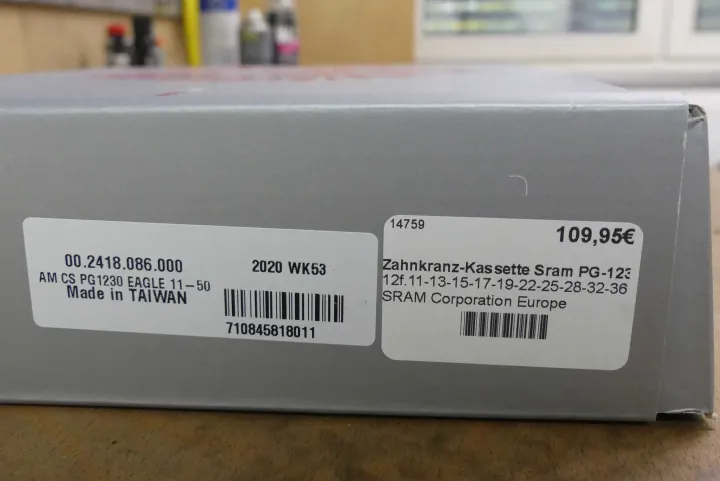 00.2418.086.000
AM CS PG1230 EAGLE 11-50
Made in TAIWAN
2020 WK53
710845818011
14759
109,95€
Zahnkranz-Kassette Sram PG-123
12f.11-13-15-17-19-22-25-28-32-36
SRAM Corporation Europe